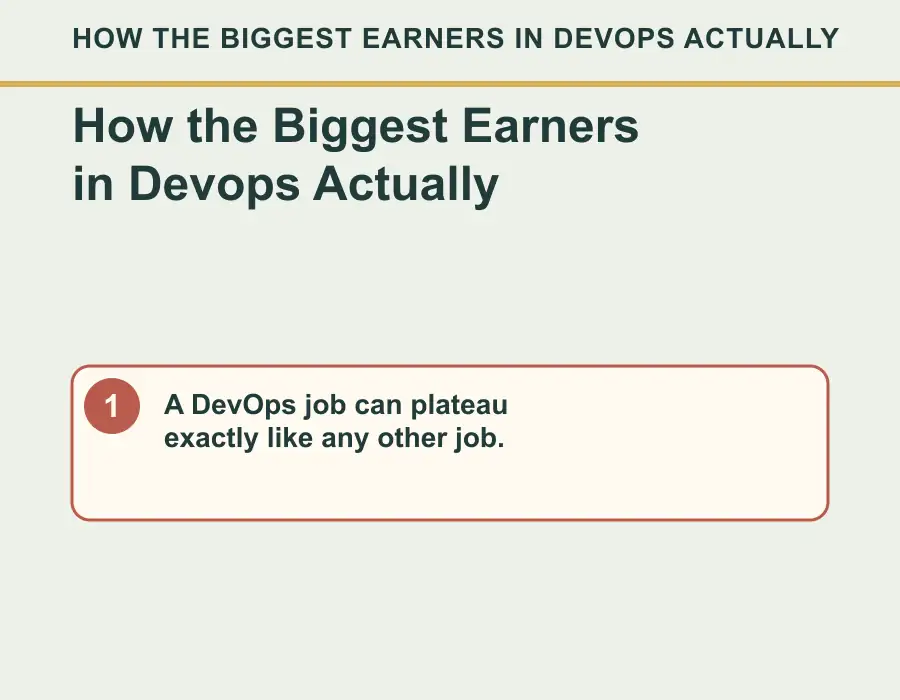 HOW THE BIGGEST EARNERS IN DEVOPS ACTUALLY
How the Biggest Earners
in Devops Actually
1
A DevOps job can plateau
exactly like any other job.